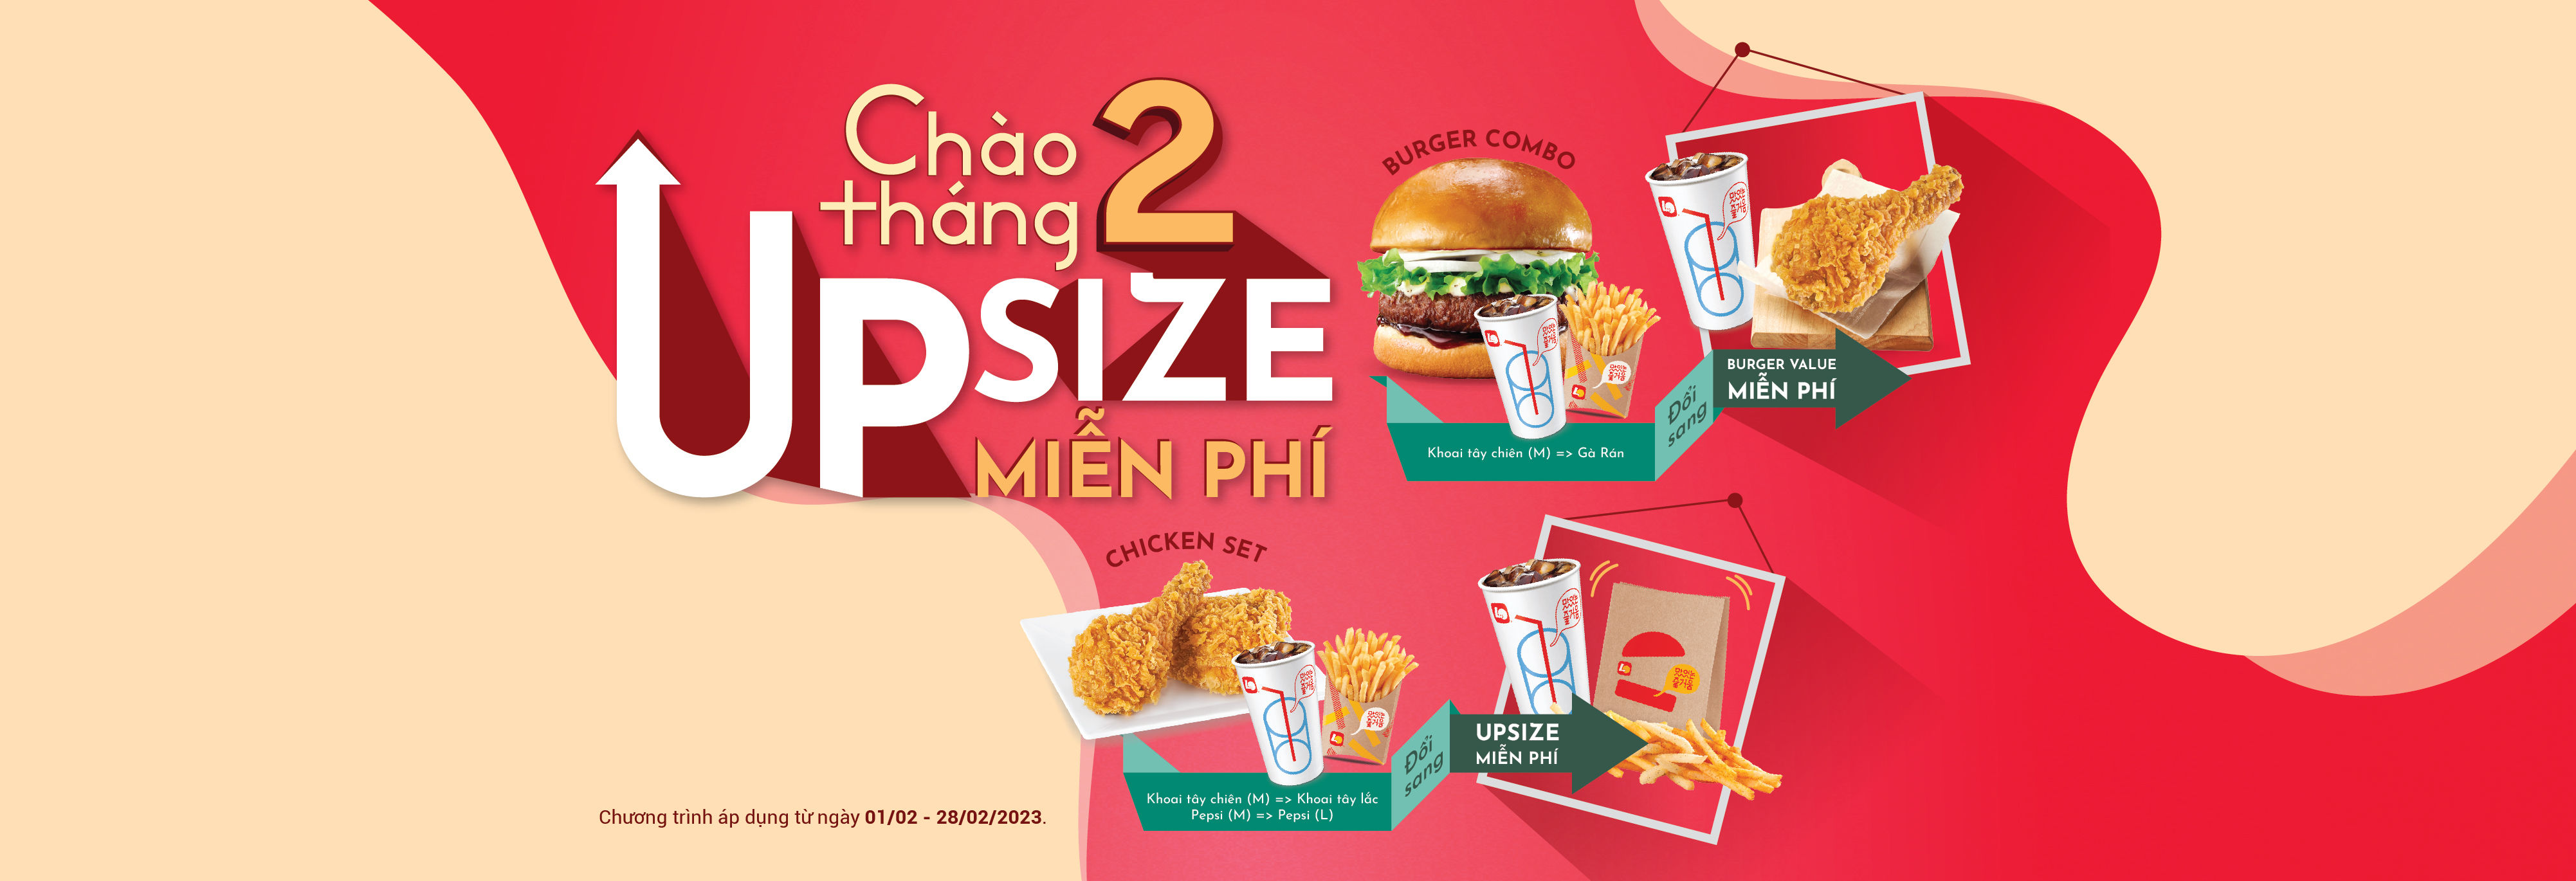 Chào
tháng 2
UPSIZE
MIỄN PHÍ
BURGER COMBO
Khoai tây chiên (M) => Gà Rán
Đổi
sang
BURGER VALUE
MIỄN PHÍ
CHICKEN SET
Khoai tây chiên (M) => Khoai tây lắc
Pepsi (M) => Pepsi (L)
Đổi
sang
UPSIZE
MIỄN PHÍ
Chương trình áp dụng từ ngày 01/02 - 28/02/2023.